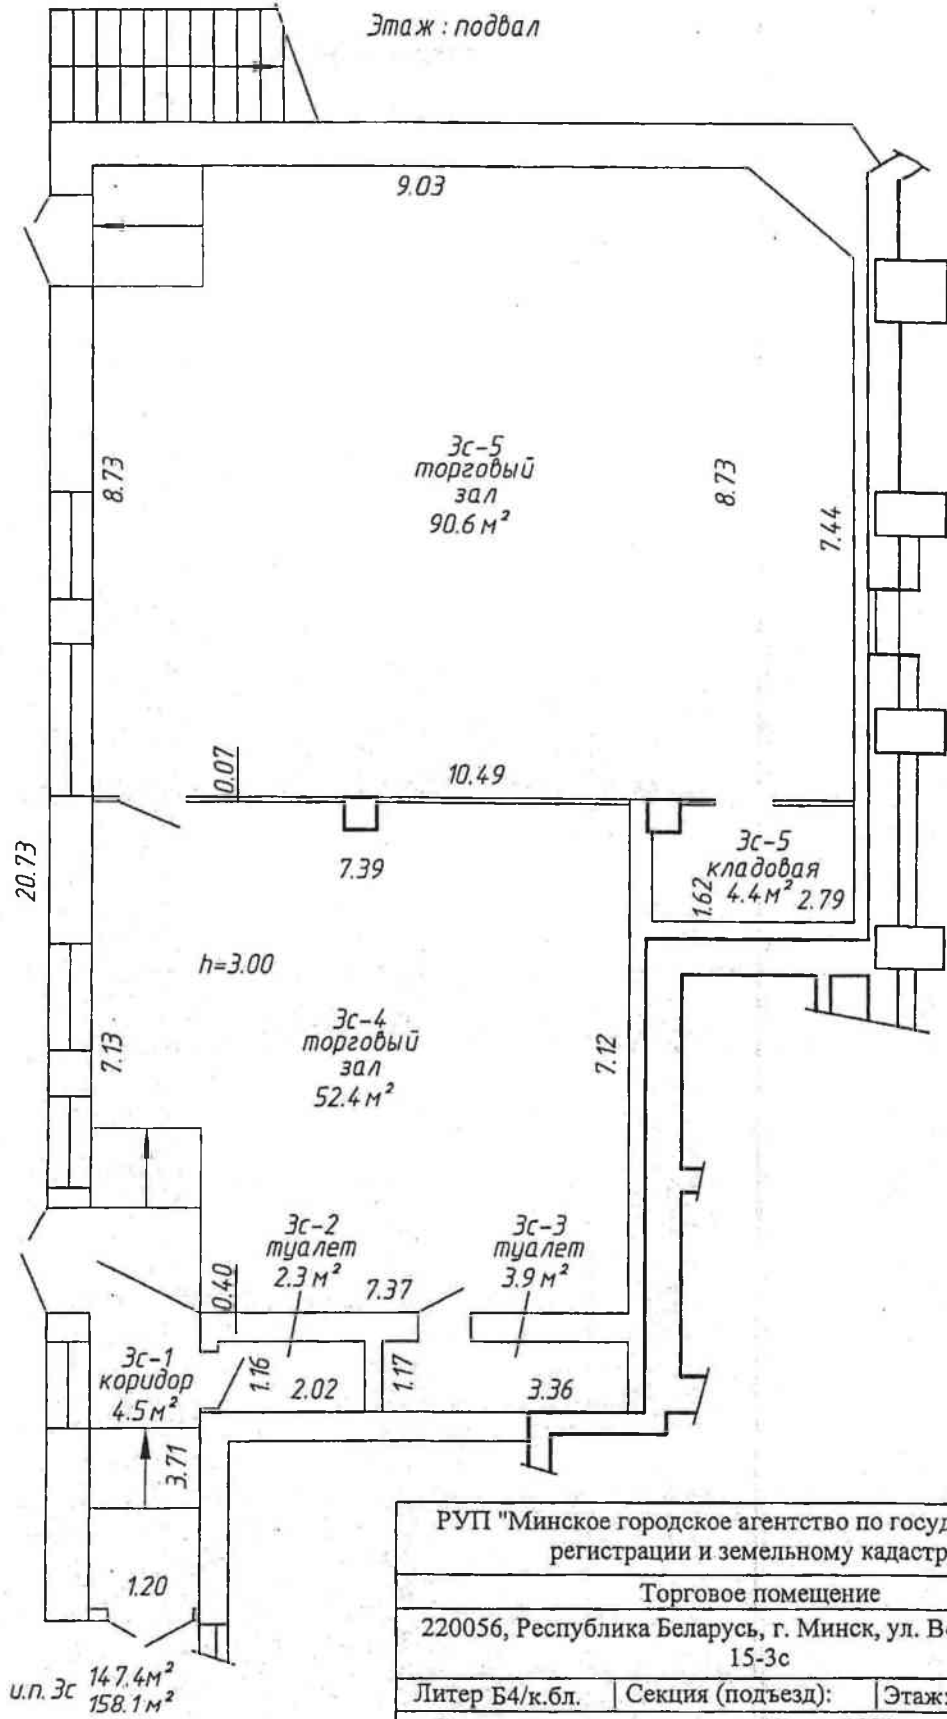 Этаж : подвал
9.03
3с-5
торговый
зал
90.6 м²
8.73
8.73
7.44
0.07
10.49
20.73
7.39
3с-5
кладовая
4.4 м²
1.62
2.79
h=3.00
3с-4
торговый
зал
52.4 м²
7.13
7.12
3с-2
туалет
2.3 м²
3с-3
туалет
3.9 м²
0.40
7.37
3с-1
коридор
4.5 м²
1.16
2.02
1.17
3.36
3.71
1.20
и.п. 3с 147.4м²
158.1 м²
РУП "Минское городское агентство по госуд
регистрации и земельному кадастр
Торговое помещение
220056, Республика Беларусь, г. Минск, ул. В
15-3с
Литер Б4/к.бл. Секция (подъезд): Этаж: